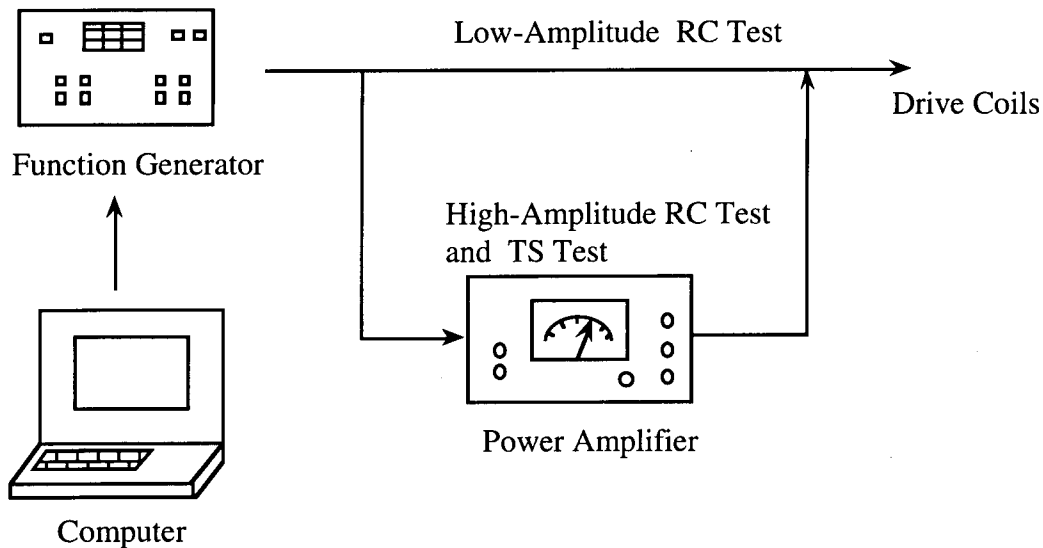 Low-Amplitude RC Test
Drive Coils
Function Generator
High-Amplitude RC Test
and TS Test
Power Amplifier
Computer